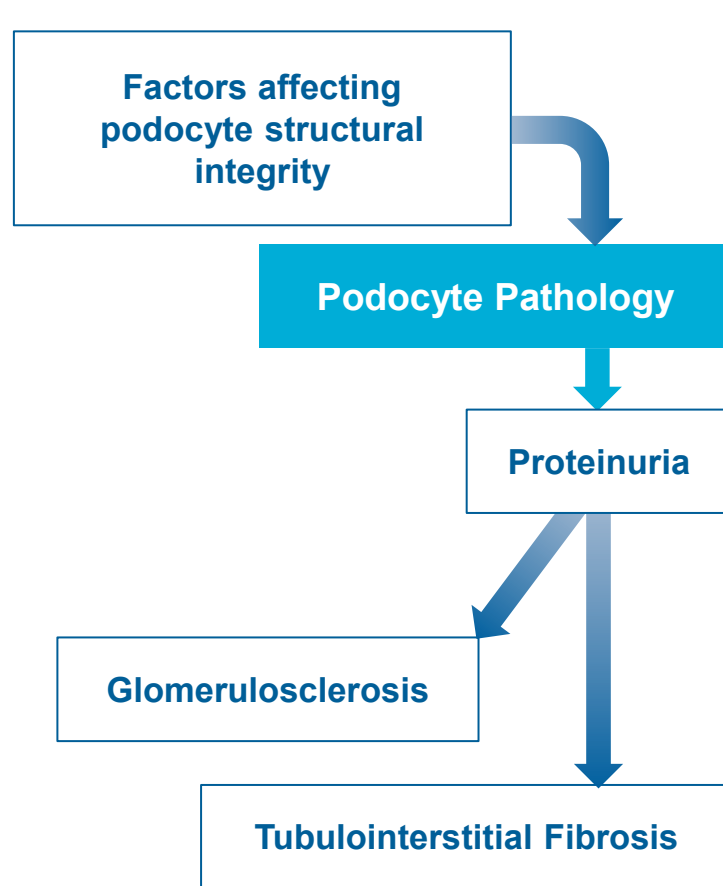 Factors affecting
podocyte structural
integrity
Podocyte Pathology
Proteinuria
Glomerulosclerosis
Tubulointerstitial Fibrosis